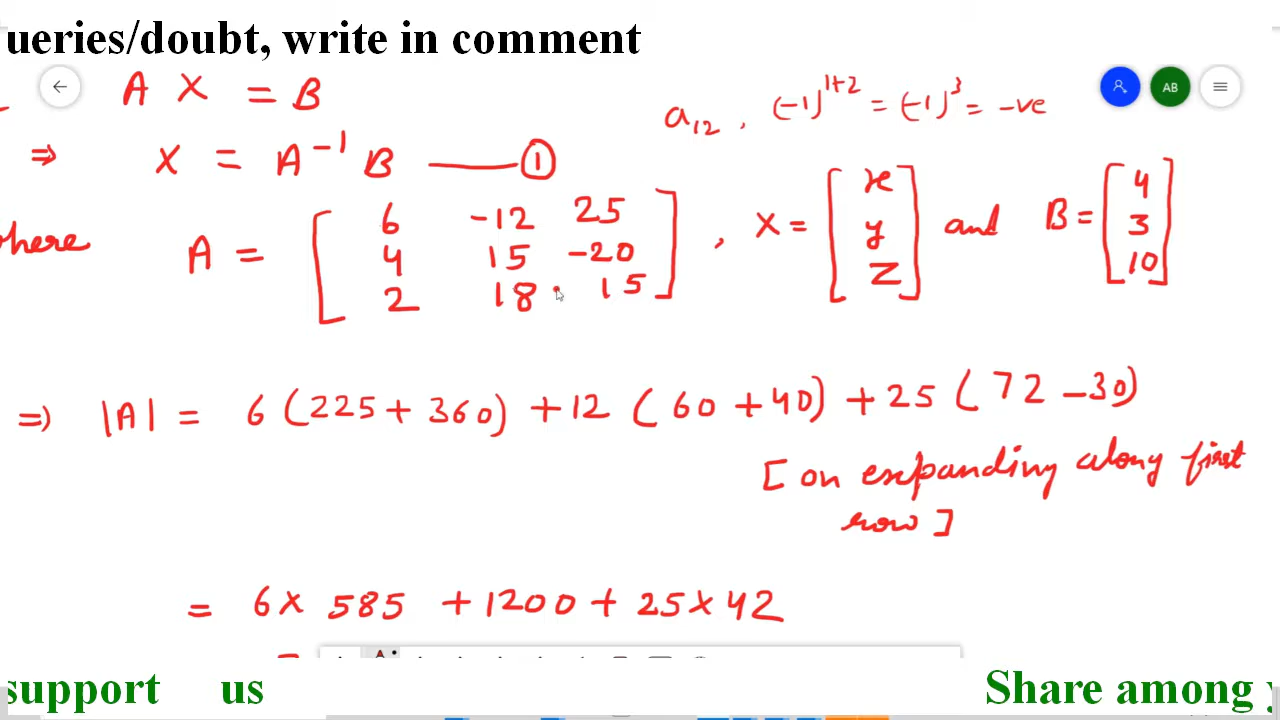 ueries/doubt, write in comment
A X = B
a12 , (-1)^1+2 = (-1)^3 = -ve
AB
⇒ X = A^-1 B —— ①
where A = [ 6 -12 25
4 15 -20
2 18 15 ] , X = [ x
y
z ] and B = [ 4
3
10 ]
⇒) |A| = 6 (225 + 360) + 12 (60 + 40) + 25 (72 - 30)
[on expanding along first
row]
= 6 x 585 + 1200 + 25 x 42
support us Share among